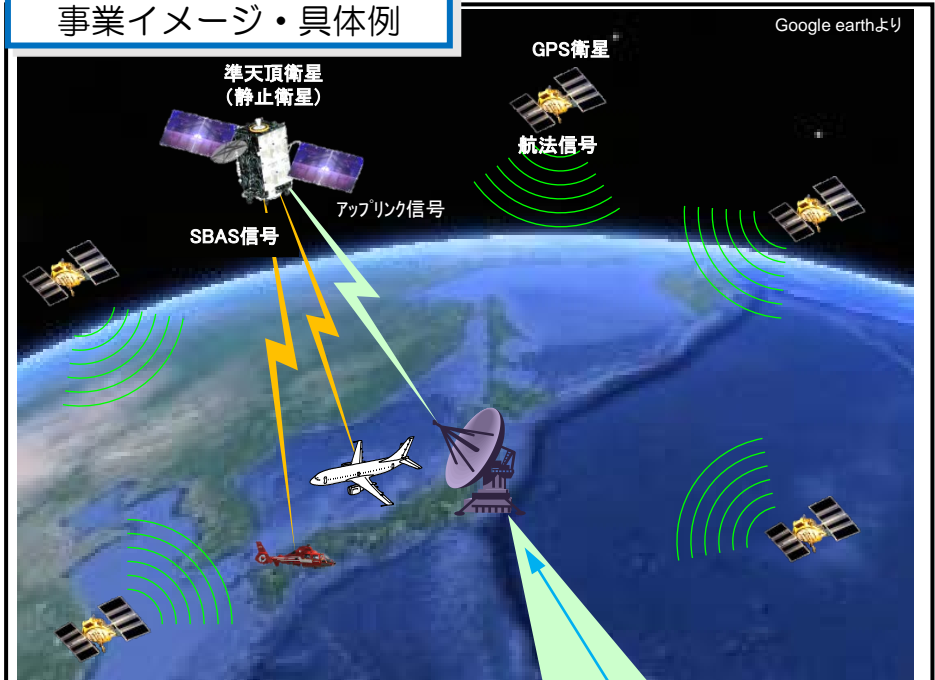 事業イメージ・具体例
Google earthより
GPS衛星
準天頂衛星
(静止衛星)
航法信号
アップリンク信号
SBAS信号